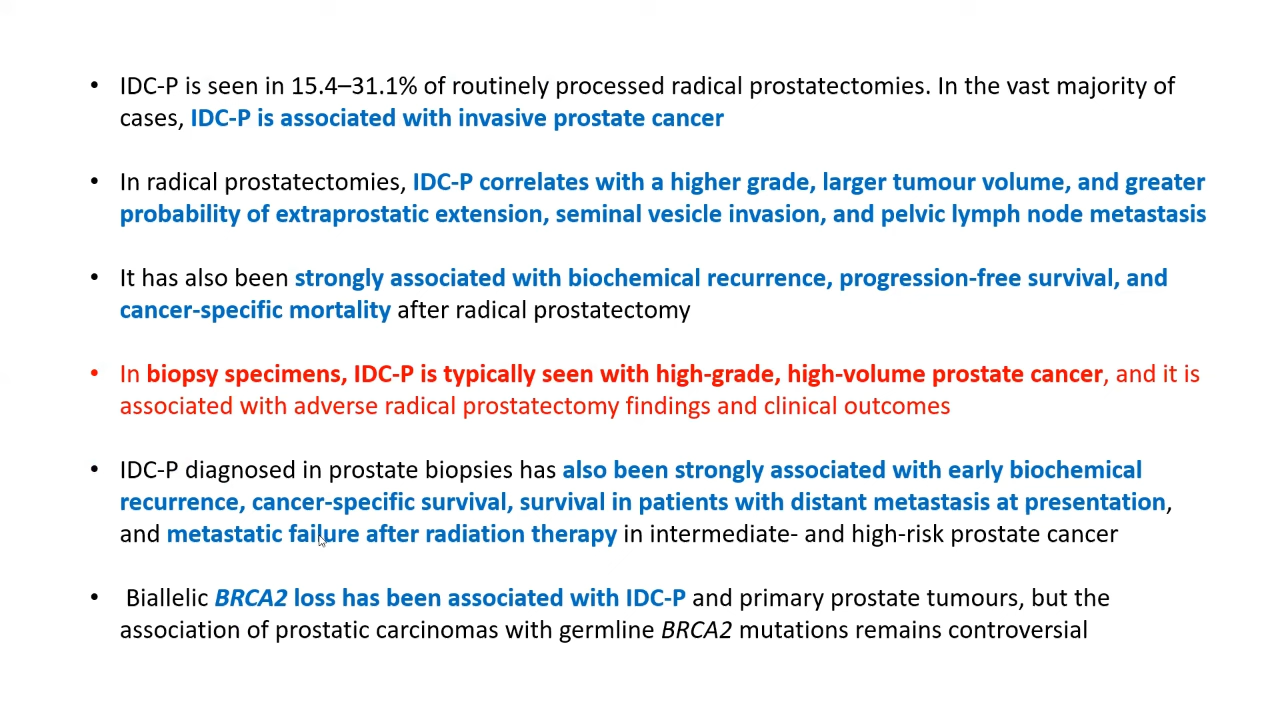 • IDC-P is seen in 15.4–31.1% of routinely processed radical prostatectomies. In the vast majority of
cases, IDC-P is associated with invasive prostate cancer
• In radical prostatectomies, IDC-P correlates with a higher grade, larger tumour volume, and greater
probability of extraprostatic extension, seminal vesicle invasion, and pelvic lymph node metastasis
• It has also been strongly associated with biochemical recurrence, progression-free survival, and
cancer-specific mortality after radical prostatectomy
• In biopsy specimens, IDC-P is typically seen with high-grade, high-volume prostate cancer, and it is
associated with adverse radical prostatectomy findings and clinical outcomes
• IDC-P diagnosed in prostate biopsies has also been strongly associated with early biochemical
recurrence, cancer-specific survival, survival in patients with distant metastasis at presentation,
and metastatic failure after radiation therapy in intermediate- and high-risk prostate cancer
• Biallelic BRCA2 loss has been associated with IDC-P and primary prostate tumours, but the
association of prostatic carcinomas with germline BRCA2 mutations remains controversial